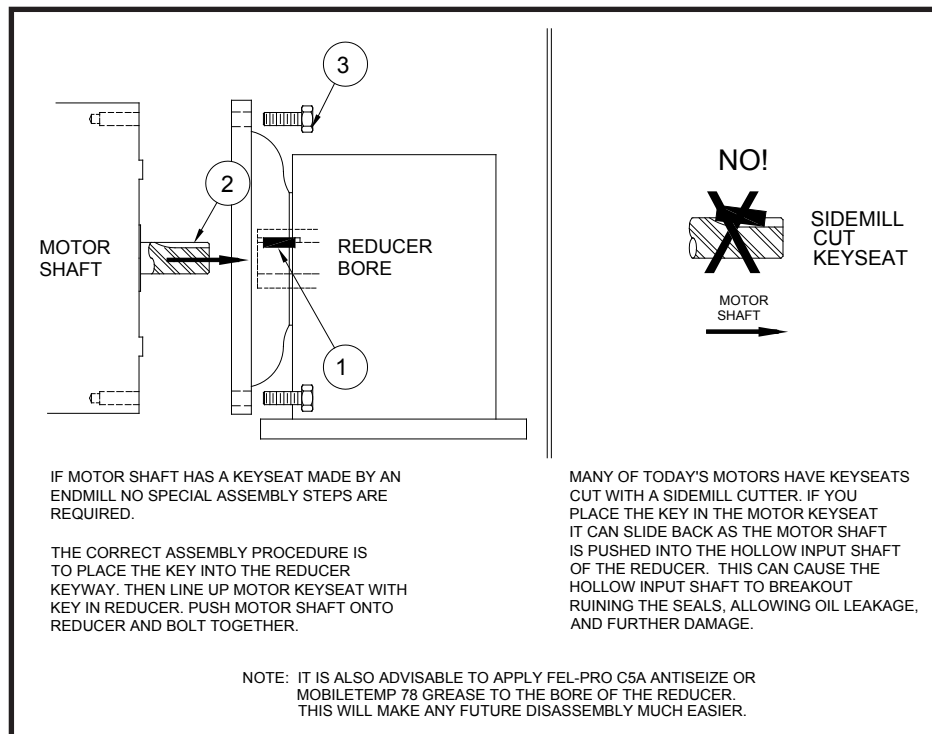 3
2
MOTOR
SHAFT
REDUCER
BORE
1
NO!
SIDEMILL
CUT
KEYSEAT
MOTOR
SHAFT
IF MOTOR SHAFT HAS A KEYSEAT MADE BY AN
ENDMILL NO SPECIAL ASSEMBLY STEPS ARE
REQUIRED.
THE CORRECT ASSEMBLY PROCEDURE IS
TO PLACE THE KEY INTO THE REDUCER
KEYWAY. THEN LINE UP MOTOR KEYSEAT WITH
KEY IN REDUCER. PUSH MOTOR SHAFT ONTO
REDUCER AND BOLT TOGETHER.
MANY OF TODAY'S MOTORS HAVE KEYSEATS
CUT WITH A SIDEMILL CUTTER. IF YOU
PLACE THE KEY IN THE MOTOR KEYSEAT
IT CAN SLIDE BACK AS THE MOTOR SHAFT
IS PUSHED INTO THE HOLLOW INPUT SHAFT
OF THE REDUCER. THIS CAN CAUSE THE
HOLLOW INPUT SHAFT TO BREAKOUT
RUINING THE SEALS, ALLOWING OIL LEAKAGE,
AND FURTHER DAMAGE.
NOTE: IT IS ALSO ADVISABLE TO APPLY FEL-PRO C5A ANTISEIZE OR
MOBILETEMP 78 GREASE TO THE BORE OF THE REDUCER.
THIS WILL MAKE ANY FUTURE DISASSEMBLY MUCH EASIER.